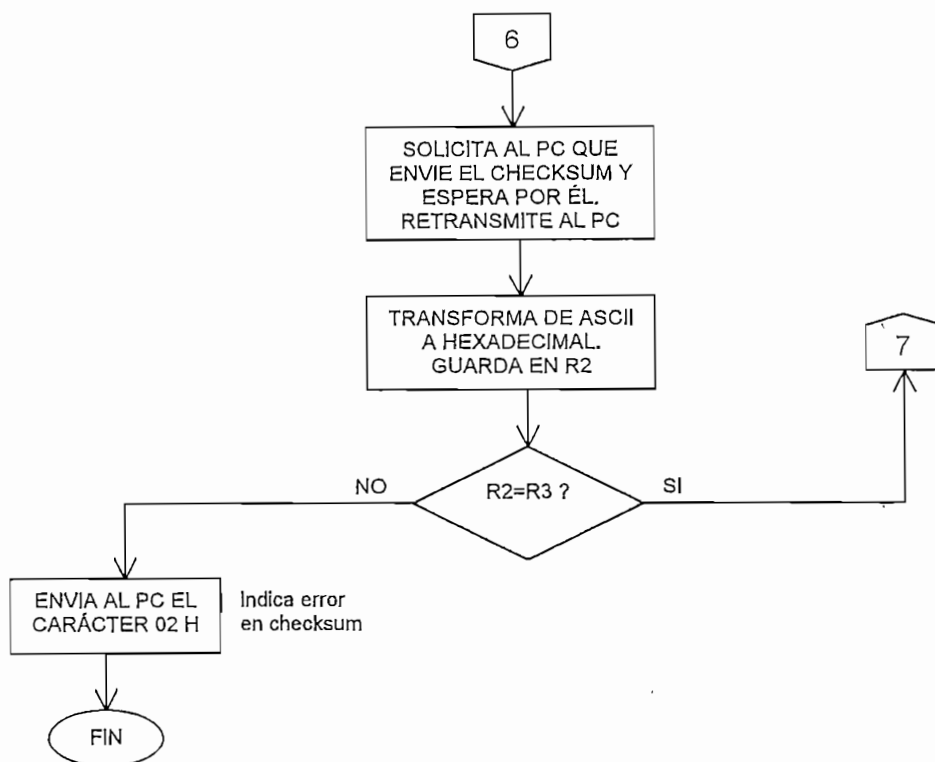 6
SOLICITA AL PC QUE
ENVIE EL CHECKSUM Y
ESPERA POR ÉL.
RETRANSMITE AL PC
TRANSFORMA DE ASCII
A HEXADECIMAL.
GUARDA EN R2
7
NO
R2=R3 ?
SI
ENVIA AL PC EL
CARÁCTER 02 H
Indica error
en checksum
FIN